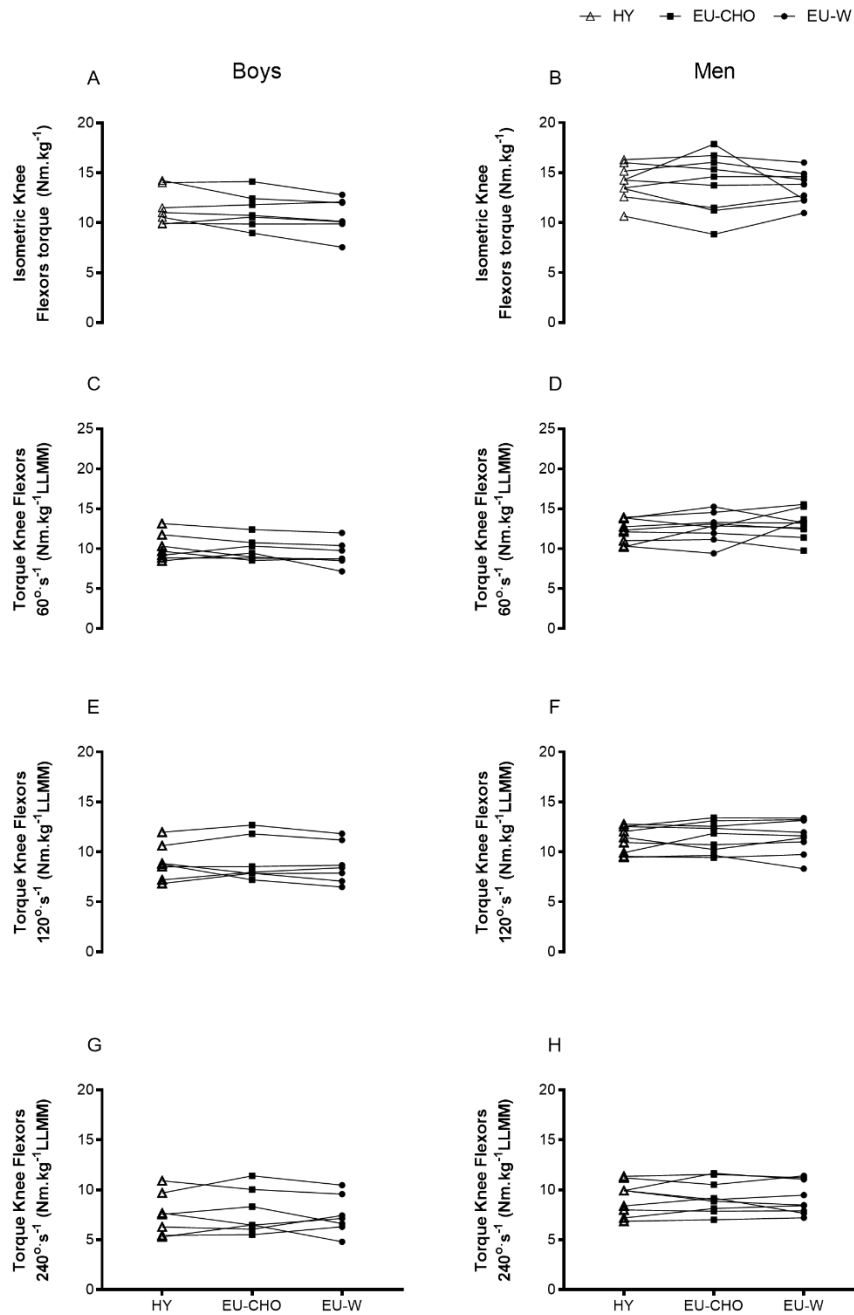 HY EU-CHO EU-W
A Boys
B Men
Isometric Knee
Flexors torque (Nm.kg⁻¹)
20
15
10
5
0
Isometric Knee
Flexors torque (Nm.kg⁻¹)
20
15
10
5
0
C
D
Torque Knee Flexors
60°·s⁻¹ (Nm.kg⁻¹LLMM)
25
20
15
10
5
0
Torque Knee Flexors
60°·s⁻¹ (Nm.kg⁻¹LLMM)
25
20
15
10
5
0
E
F
Torque Knee Flexors
120°·s⁻¹ (Nm.kg⁻¹LLMM)
20
15
10
5
0
Torque Knee Flexors
120°·s⁻¹ (Nm.kg⁻¹LLMM)
20
15
10
5
0
G
H
Torque Knee Flexors
240°·s⁻¹ (Nm.kg⁻¹LLMM)
20
15
10
5
0
HY EU-CHO EU-W
Torque Knee Flexors
240°·s⁻¹ (Nm.kg⁻¹LLMM)
20
15
10
5
0
HY EU-CHO EU-W